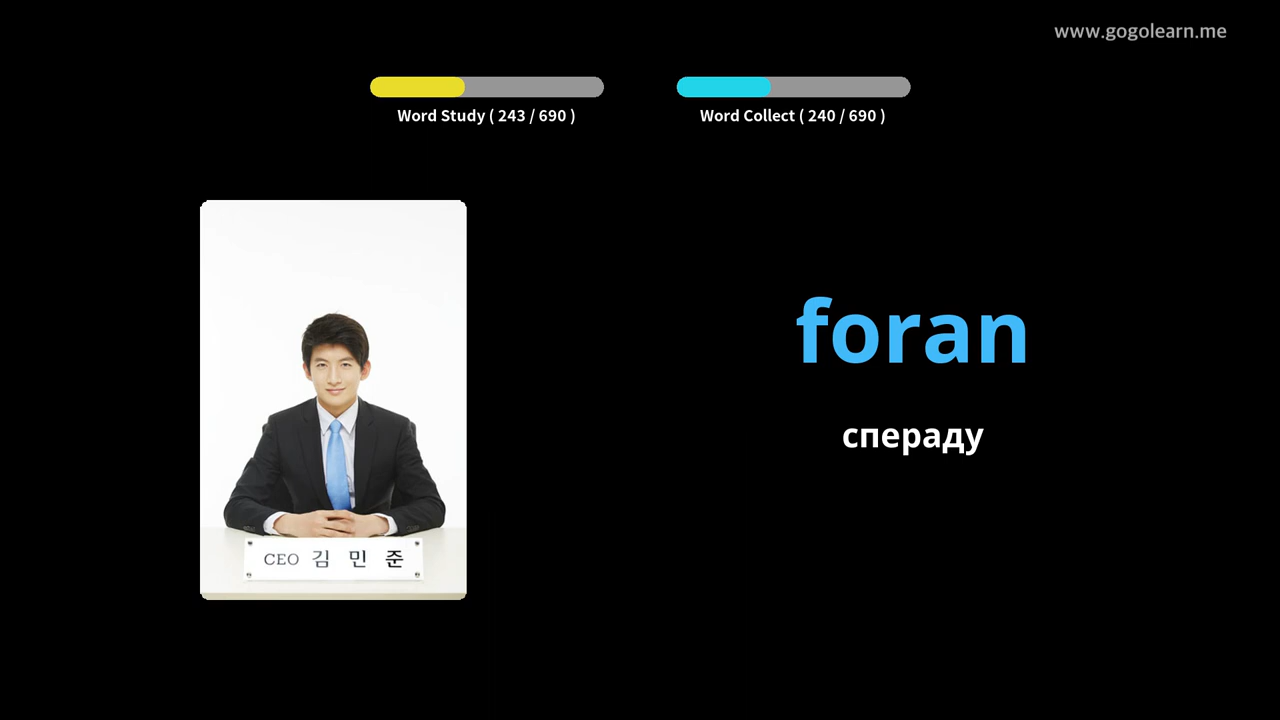 www.gogolearn.me
Word Study ( 243 / 690 )
Word Collect ( 240 / 690 )
foran
спераду
CEO 김 민 준